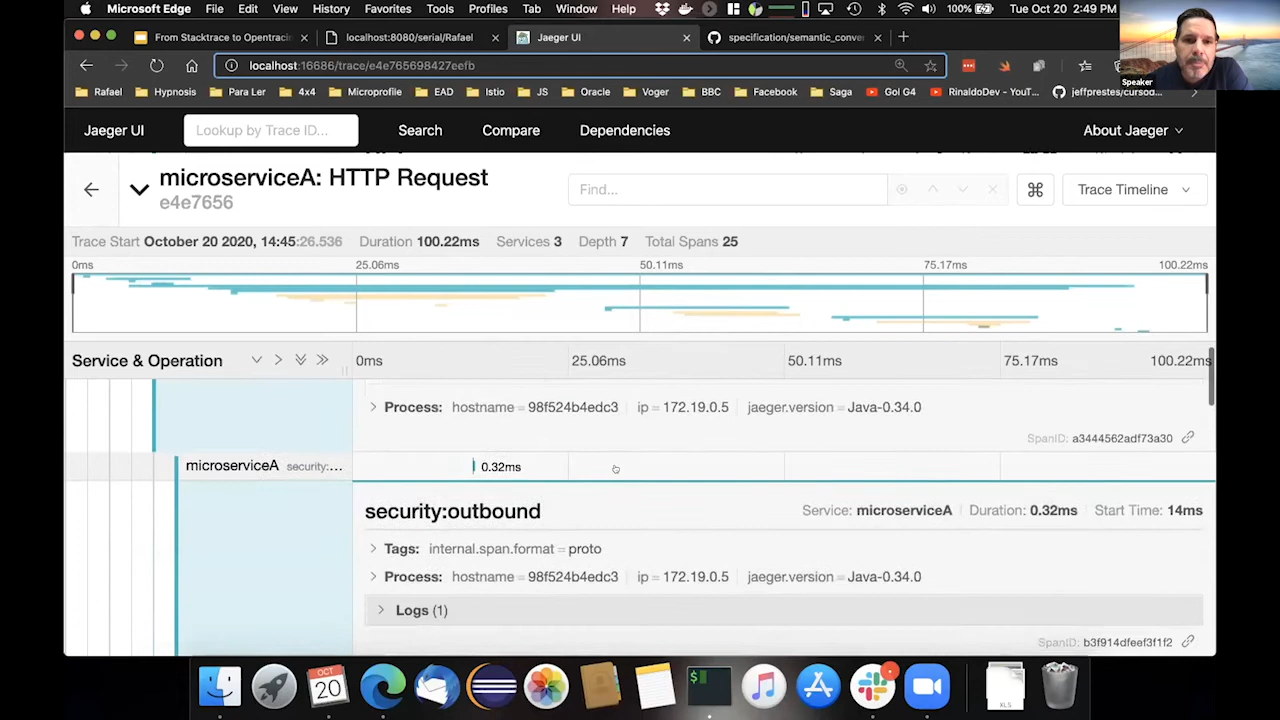 Microsoft Edge File Edit View History Favorites Tools Profiles Tab Window Help 100% Tue Oct 20 2:49 PM
From Stacktrace to Opentracin localhost:8080/serial/Rafael Jaeger UI specification/semantic_conve
localhost:16686/trace/e4e765698427eefb
Rafael Hypnosis Para Ler 4x4 Microprofile EAD Istio JS Oracle Voger BBC Facebook Saga Gol G4 RinaldoDev - YouT... jeffprestes/cursod...
Speaker
Jaeger UI Lookup by Trace ID... Search Compare Dependencies About Jaeger
microserviceA: HTTP Request
e4e7656
Find... Trace Timeline
Trace Start October 20 2020, 14:45:26.536 Duration 100.22ms Services 3 Depth 7 Total Spans 25
0ms 25.06ms 50.11ms 75.17ms 100.22ms
Service & Operation 0ms 25.06ms 50.11ms 75.17ms 100.22ms
Process: hostname = 98f524b4edc3 ip = 172.19.0.5 jaeger.version = Java-0.34.0
SpanID: a3444562adf73a30
microserviceA security:... 0.32ms
security:outbound Service: microserviceA Duration: 0.32ms Start Time: 14ms
Tags: internal.span.format = proto
Process: hostname = 98f524b4edc3 ip = 172.19.0.5 jaeger.version = Java-0.34.0
Logs (1)
SpanID: b3f914dfeef3f1f2
OCT
20
$
XLS